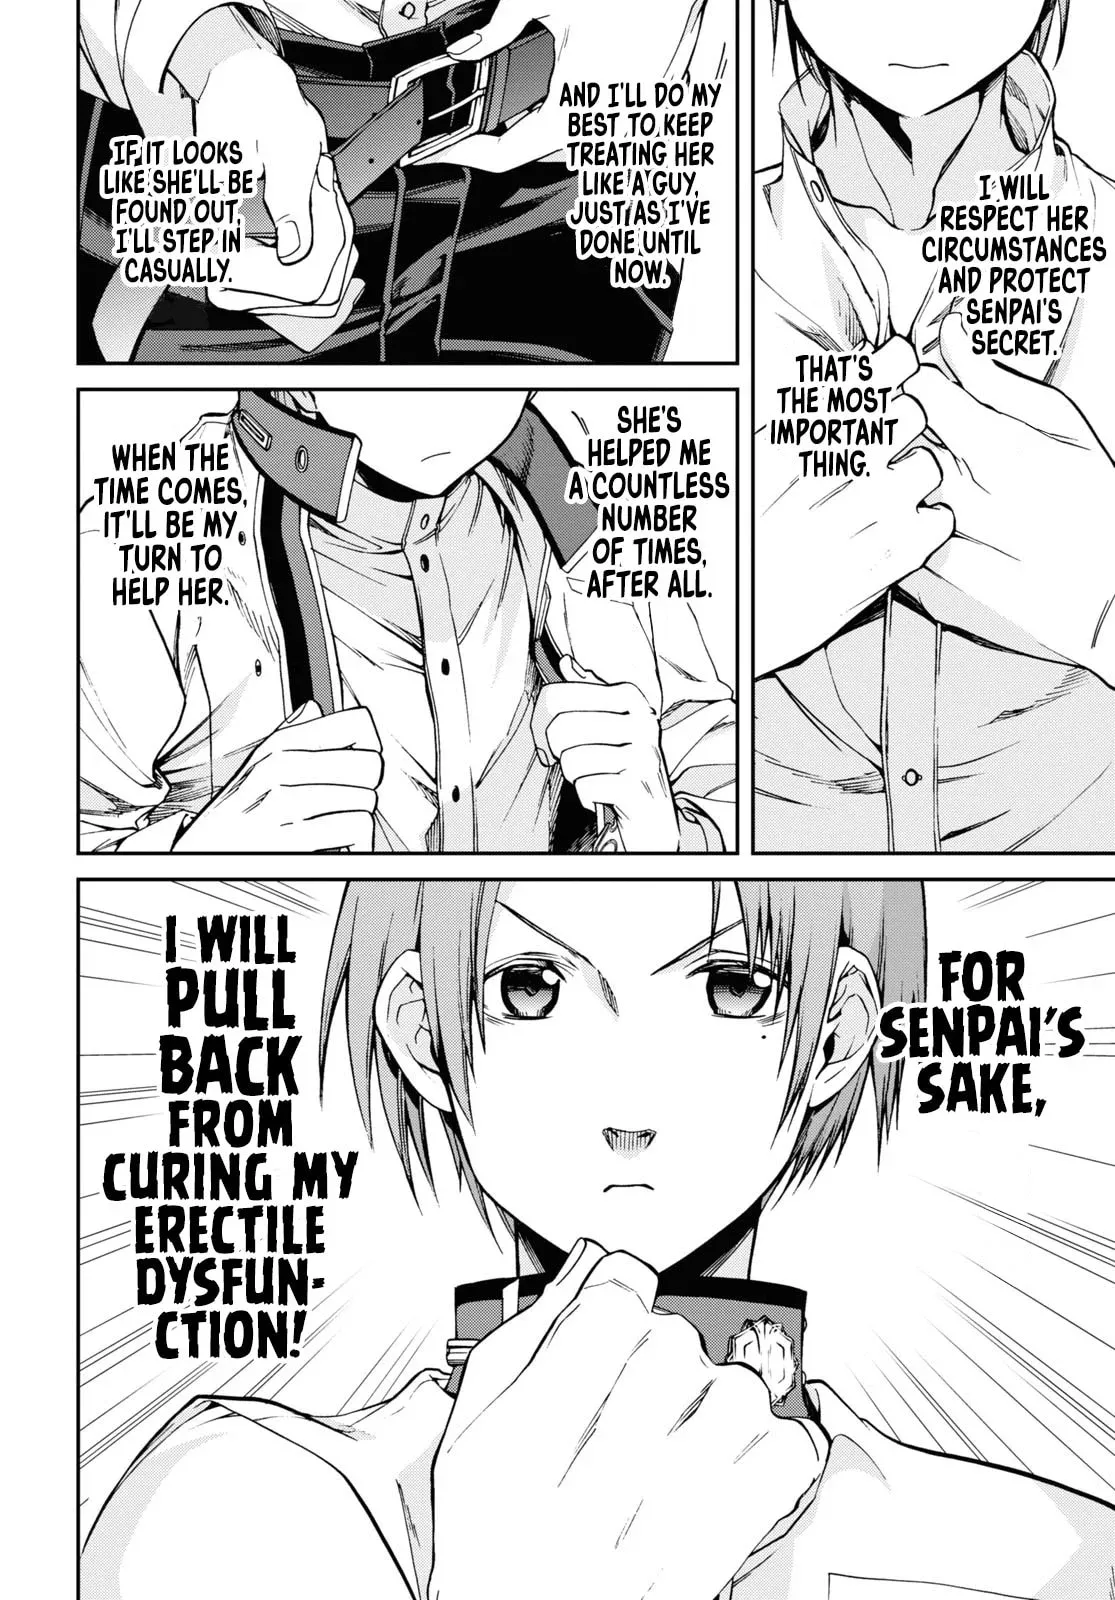 I WILL
RESPECT HER
CIRCUMSTANCES
AND PROTECT
SENPAI'S
SECRET.
THAT'S
THE MOST
IMPORTANT
THING.
AND I'LL DO MY
BEST TO KEEP
TREATING HER
LIKE A GUY,
JUST AS I'VE
DONE UNTIL
NOW.
IF IT LOOKS
LIKE SHE'LL BE
FOUND OUT,
I'LL STEP IN
CASUALLY.
SHE'S
HELPED ME
A COUNTLESS
NUMBER
OF TIMES,
AFTER ALL.
WHEN THE
TIME COMES,
IT'LL BE MY
TURN TO
HELP HER.
FOR
SENPAI'S
SAKE,
I WILL
PULL
BACK
FROM
CURING MY
ERECTILE
DYSFUN-
CTION!